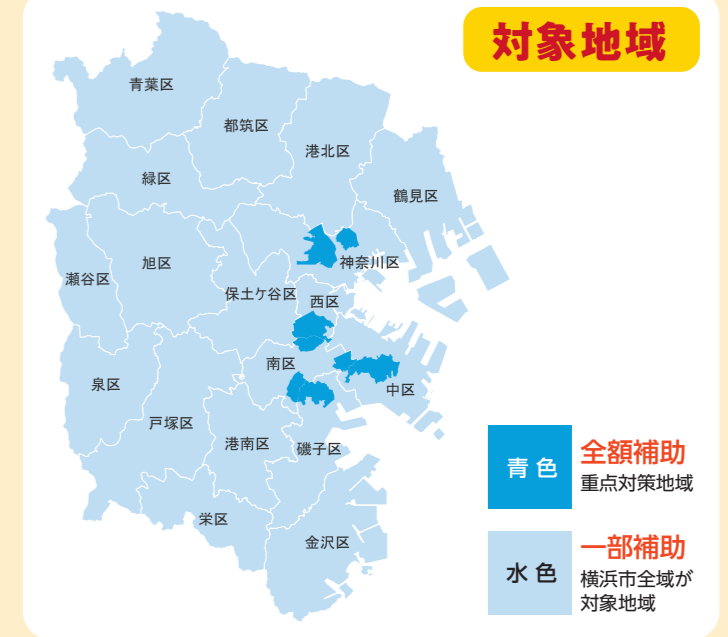 対象地域
青葉区
都筑区
港北区
緑区
鶴見区
旭区
神奈川区
瀬谷区
保土ケ谷区
西区
南区
泉区
中区
戸塚区
港南区
磯子区
栄区
金沢区
青色
全額補助
重点対策地域
水色
一部補助
横浜市全域が
対象地域